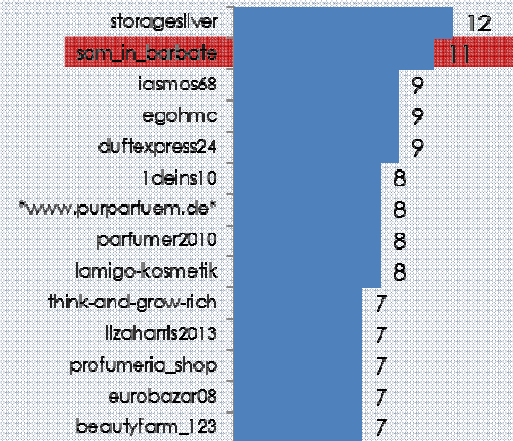 storagesilver 12
sam_in_barbate 11
iasmos68 9
egohmc 9
duftexpress24 9
1deins10 8
*www.purparfuem.de* 8
parfumer2010 8
lamigo-kosmetik 8
think-and-grow-rich 7
lizaharris2013 7
profumeria_shop 7
eurobazar08 7
beautyfarm_123 7